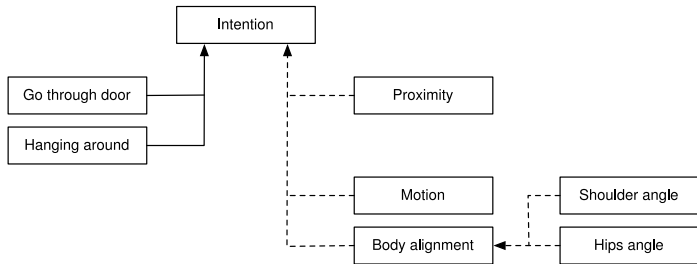 Intention
Go through door
Proximity
Hanging around
Motion
Shoulder angle
Body alignment
Hips angle